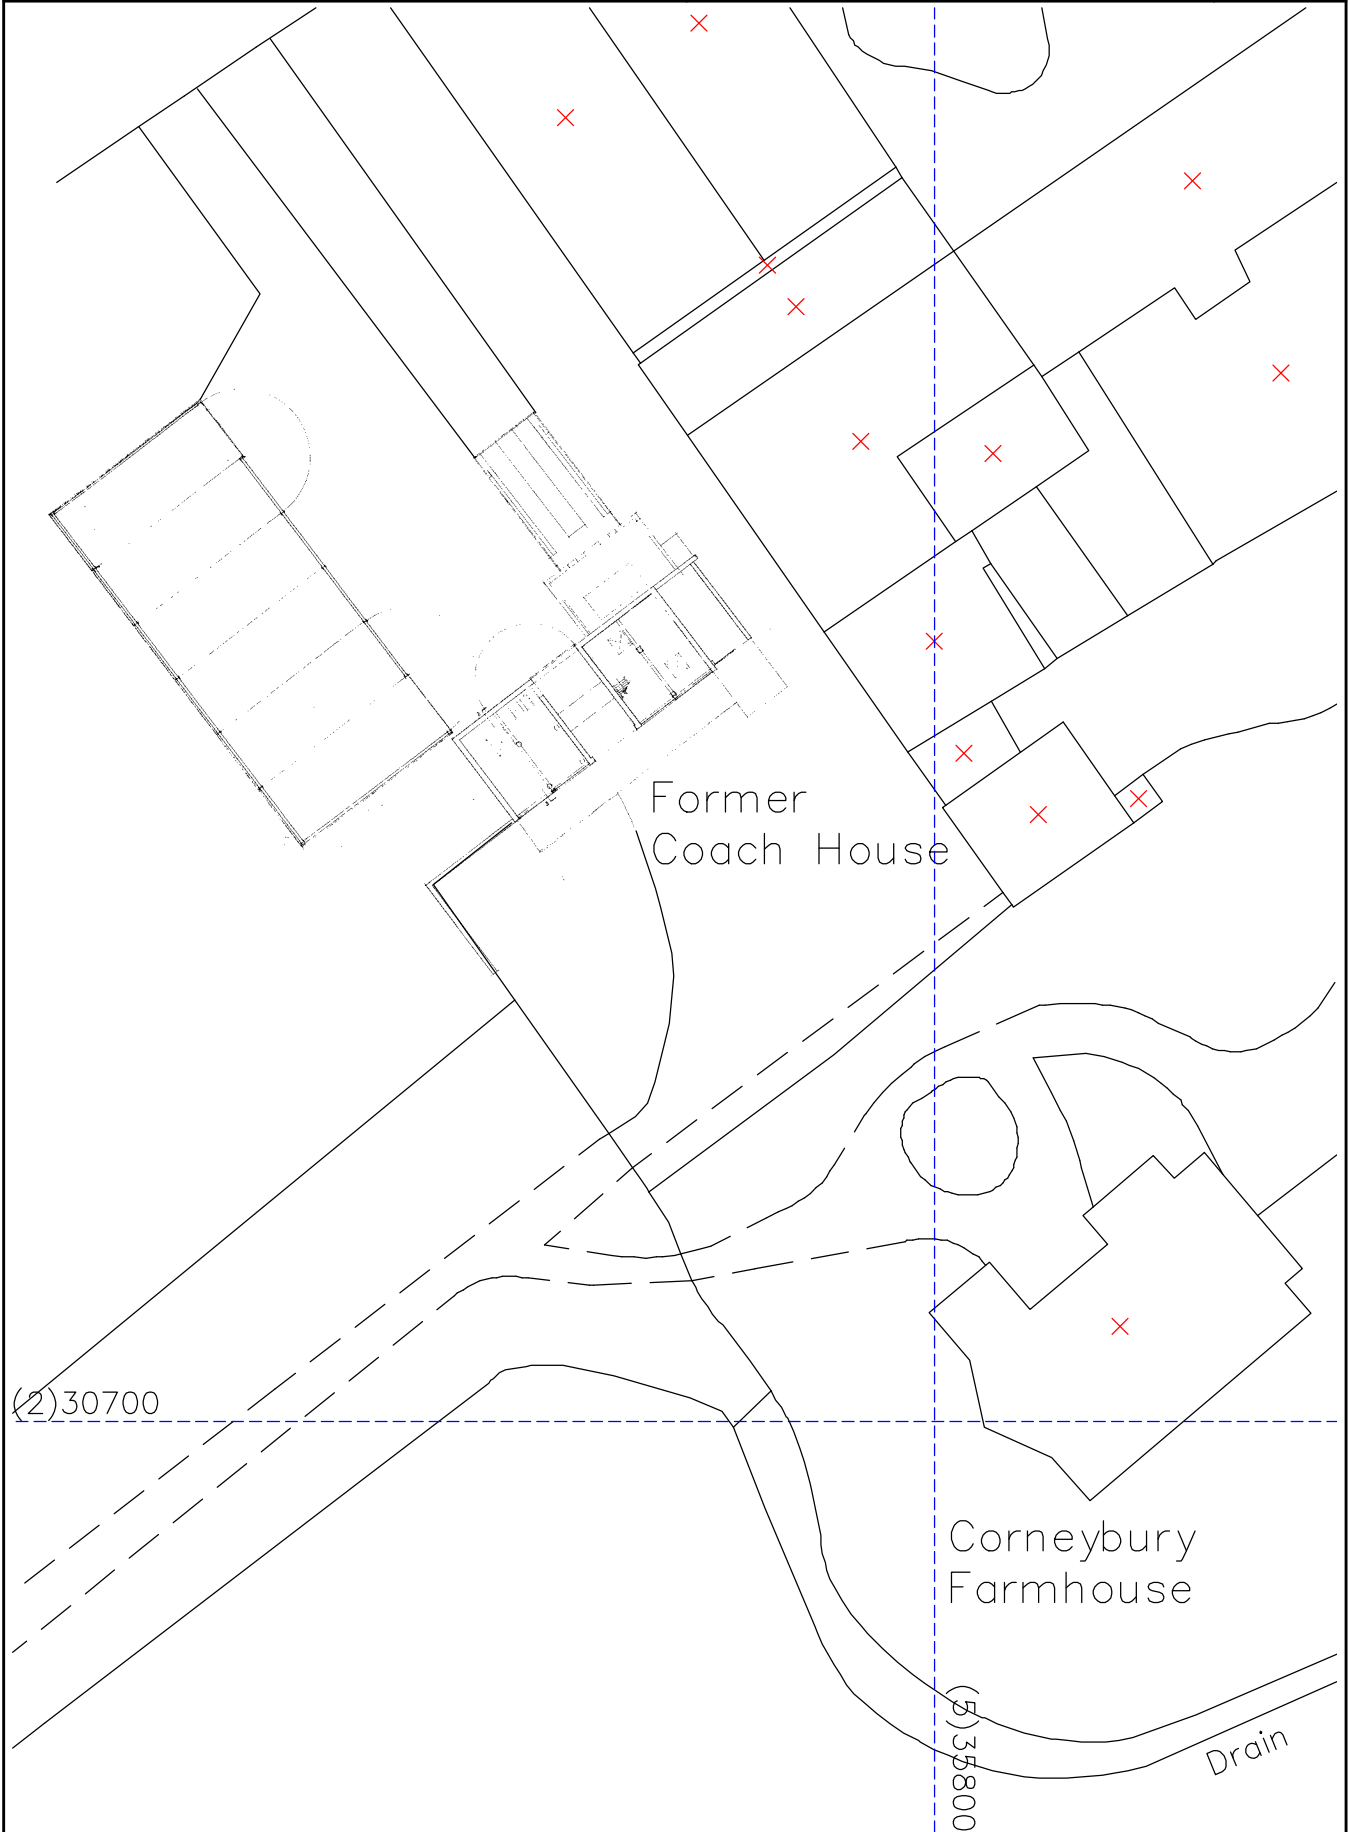 Former
Coach House
(2)30700
Corneybury
Farmhouse
(5)35800
Drain